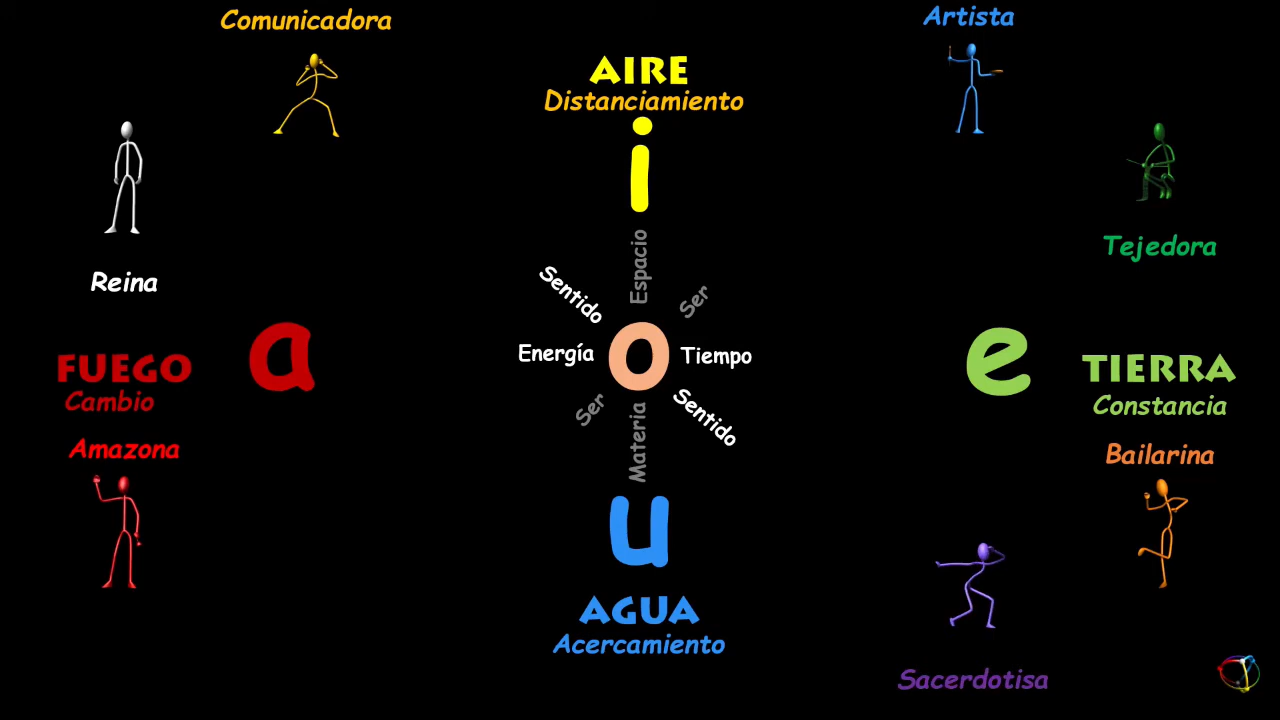 Comunicadora
Artista
AIRE
Distanciamiento
i
Reina
Tejedora
Espacio
Sentido
Ser
FUEGO
Cambio
a
Energía
o
Tiempo
e
TIERRA
Constancia
Ser
Materia
Sentido
Amazona
Bailarina
u
AGUA
Acercamiento
Sacerdotisa